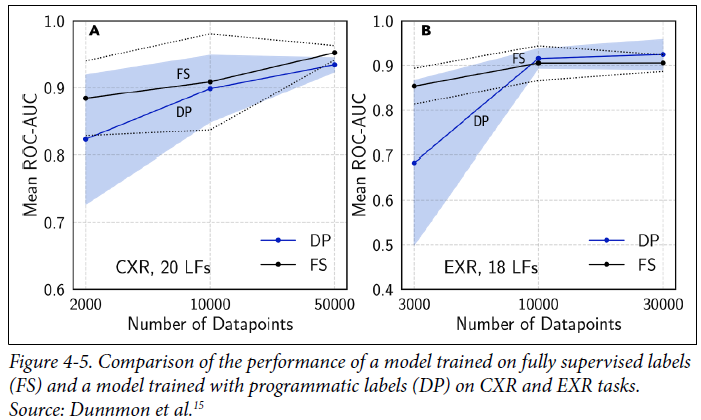 A
1.0
0.9
0.8
0.7
0.6
Mean ROC-AUC
FS
DP
DP
FS
CXR, 20 LFs
2000
10000
50000
Number of Datapoints
B
1.0
0.9
0.8
0.7
0.6
0.5
0.4
Mean ROC-AUC
FS
DP
DP
FS
EXR, 18 LFs
3000
10000
30000
Number of Datapoints
Figure 4-5. Comparison of the performance of a model trained on fully supervised labels
(FS) and a model trained with programmatic labels (DP) on CXR and EXR tasks.
Source: Dunnmon et al.15